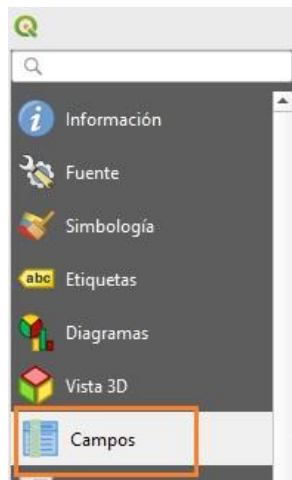 Información
Fuente
Simbología
abc Etiquetas
Diagramas
Vista 3D
Campos